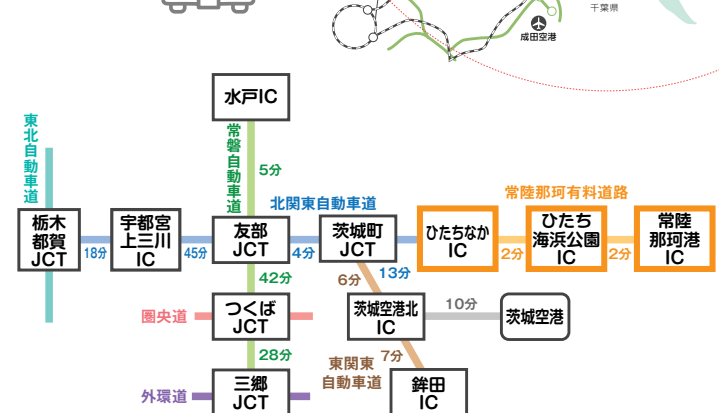 千葉県
成田空港
水戸IC
東北自動車道
常磐自動車道
5分
北関東自動車道
常陸那珂有料道路
栃木
都賀
JCT
18分
宇都宮
上三川
IC
45分
友部
JCT
4分
茨城町
JCT
13分
ひたちなか
IC
2分
ひたち
海浜公園
IC
2分
常陸
那珂港
IC
42分
6分
圏央道
つくば
JCT
茨城空港北
IC
10分
茨城空港
28分
東関東
自動車道
7分
外環道
三郷
JCT
鉾田
IC